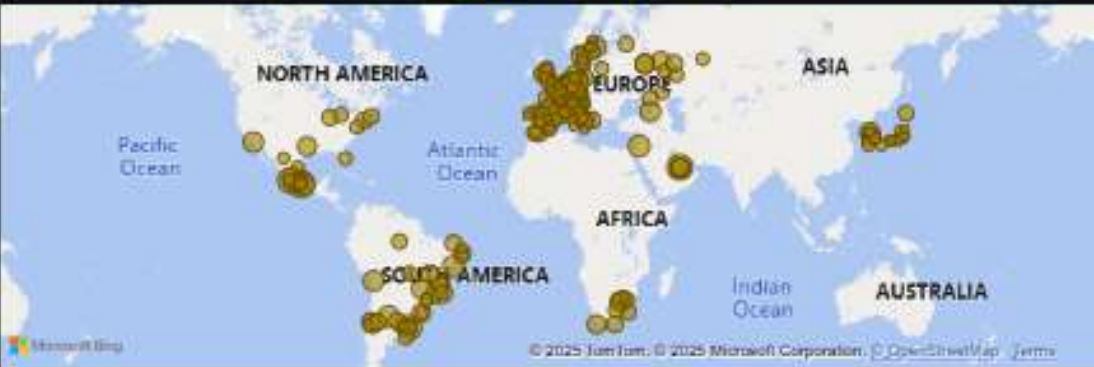 NORTH AMERICA
EUROPE
ASIA
Pacific
Ocean
Atlantic
Ocean
AFRICA
SOUTH AMERICA
Indian
Ocean
AUSTRALIA
Microsoft Bing
© 2025 TomTom, © 2025 Microsoft Corporation, © OpenStreetMap Terms